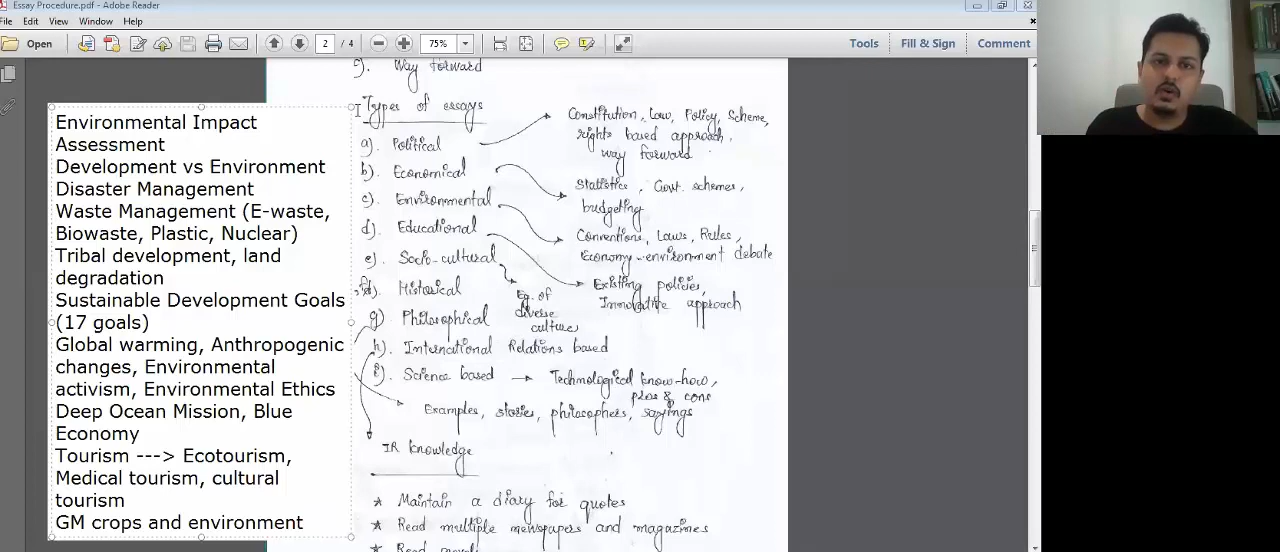 Essay Procedure.pdf - Adobe Reader
File Edit View Window Help
Open
2 / 4
75%
Tools Fill & Sign Comment
Way forward
Environmental Impact
Assessment
Development vs Environment
Disaster Management
Waste Management (E-waste,
Biowaste, Plastic, Nuclear)
Tribal development, land
degradation
Sustainable Development Goals
(17 goals)
Global warming, Anthropogenic
changes, Environmental
activism, Environmental Ethics
Deep Ocean Mission, Blue
Economy
Tourism ---> Ecotourism,
Medical tourism, cultural
tourism
GM crops and environment
Types of essays
a). Political
b). Economical
c). Environmental
d). Educational
e). Socio-cultural
Historical
g). Philosophical
h). International Relations based
i). Science based → Technological know-how,
pros & cons
Examples, stories, philosophers, sayings
IR knowledge
Constitution, Law, Policy, Scheme,
rights based approach,
way forward
Statistics, Govt. schemes,
budgeting
Conventions, Laws, Rules,
Economy-environment debate
Existing policies,
Innovative approach
Eg. of
diverse
cultures
* Maintain a diary for quotes
* Read multiple newspapers and magazines
* Read